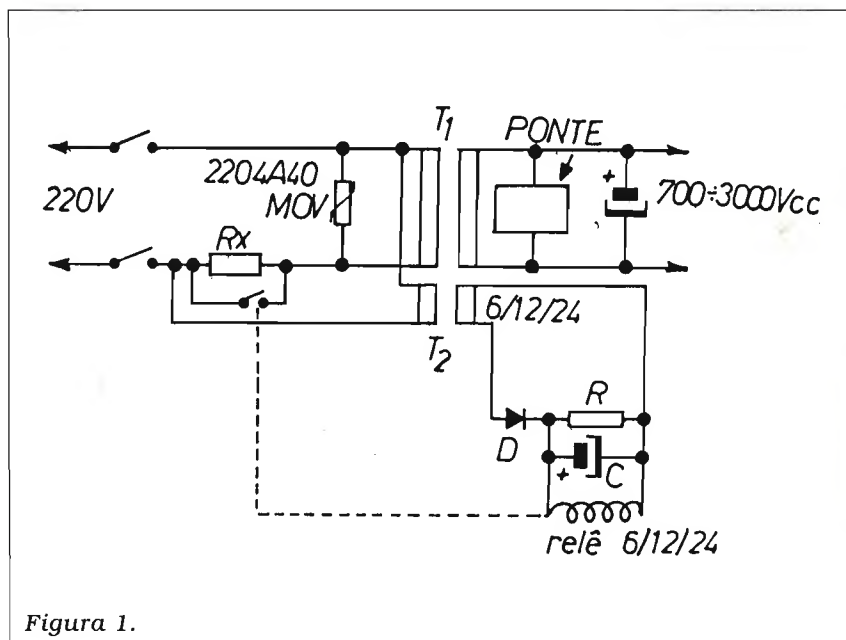 T1
PONTE
2204A40
MOV
220V
+
700÷3000Vcc
Rx
6/12/24
T2
R
D
+
C
relê 6/12/24
Figura 1.